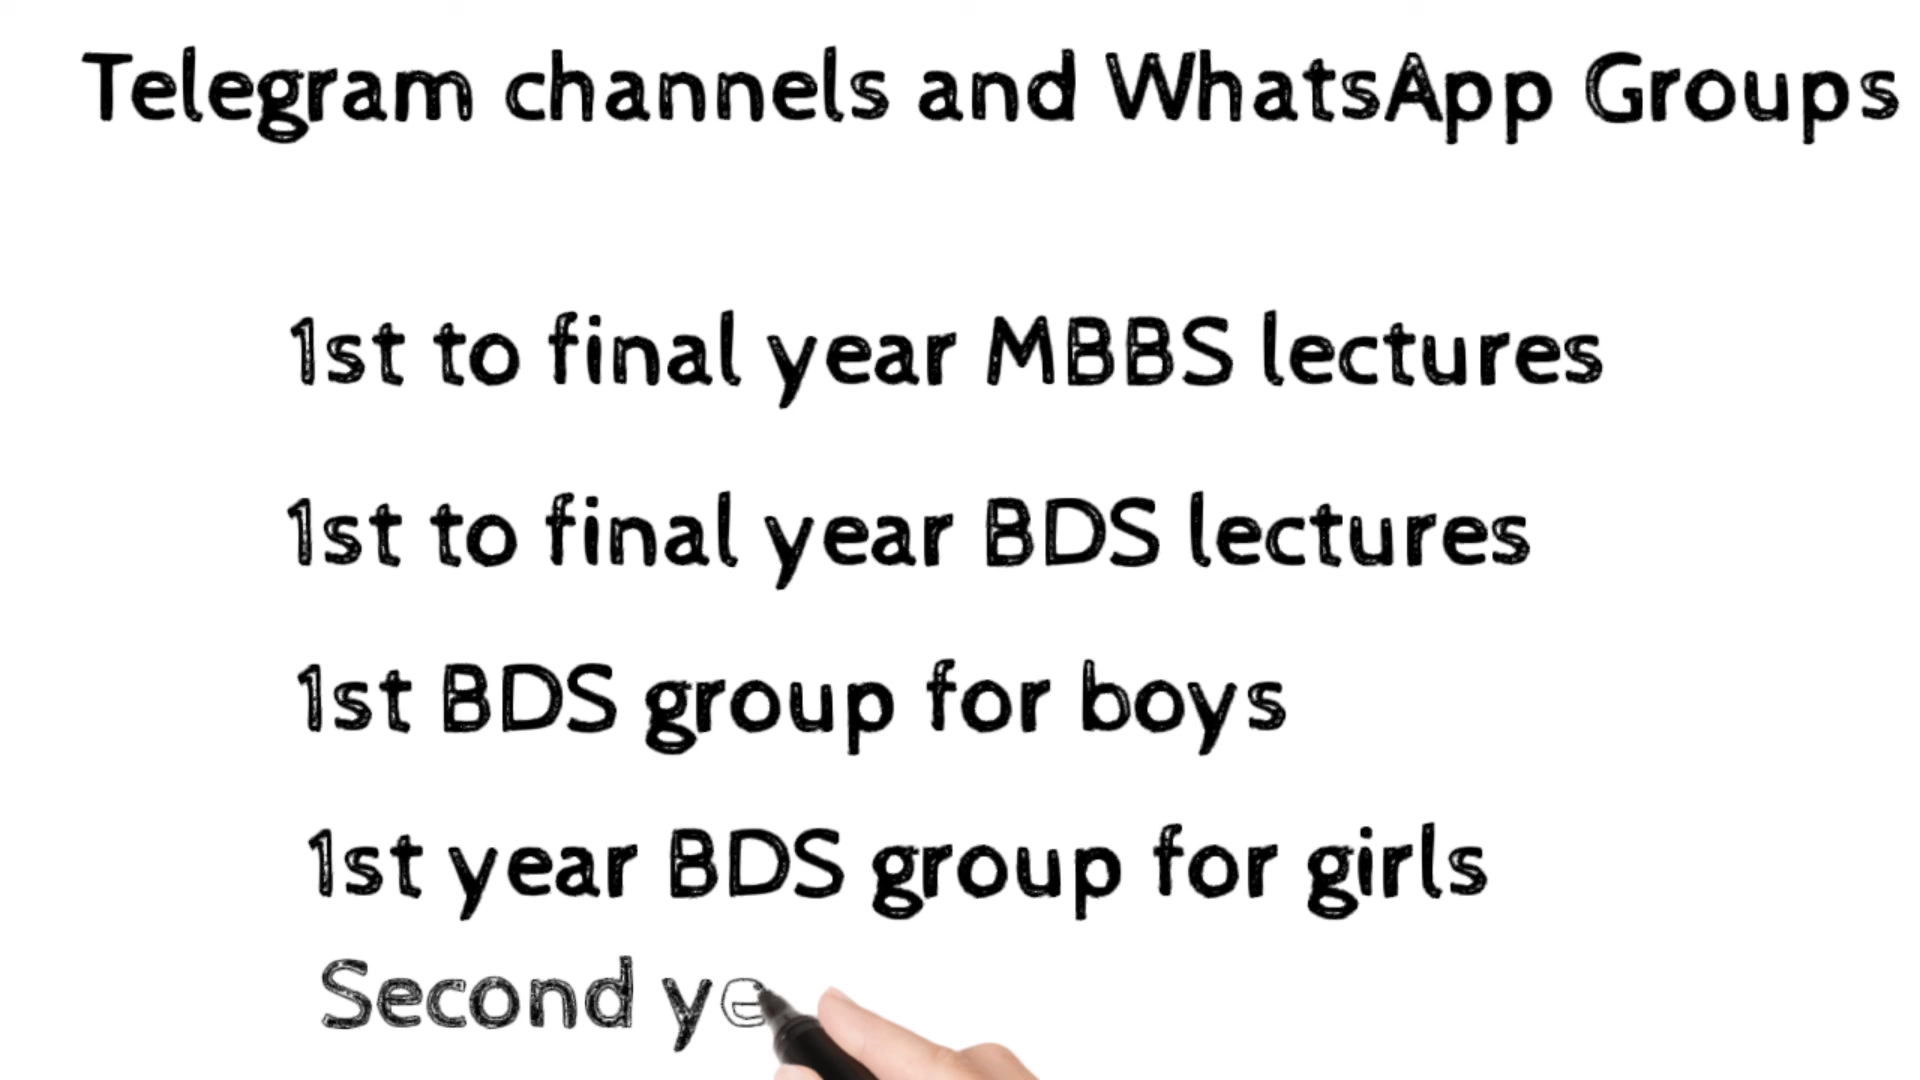 Telegram channels and WhatsApp Groups
1st to final year MBBS lectures
1st to final year BDS lectures
1st BDS group for boys
1st year BDS group for girls
Second ye